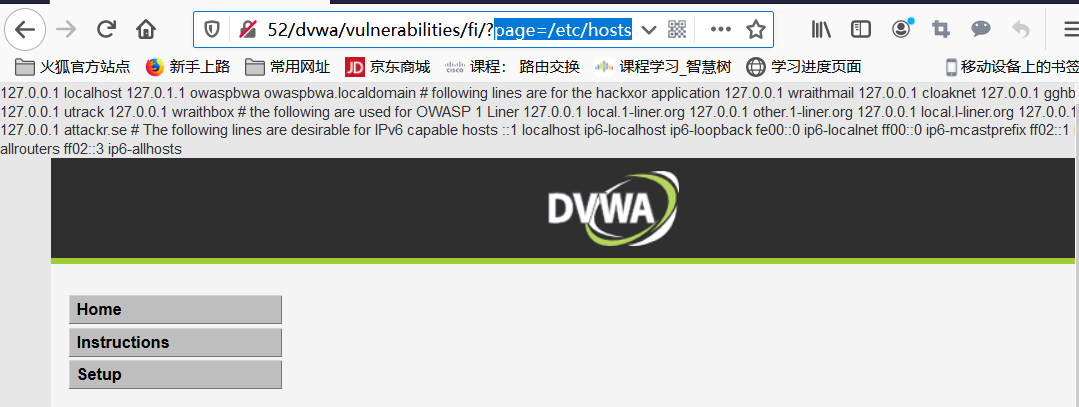 52/dvwa/vulnerabilities/fi/?page=/etc/hosts
火狐官方站点 新手上路 常用网址 JD 京东商城 CISCO 课程： 路由交换 课程学习_智慧树 学习进度页面 移动设备上的书签
127.0.0.1 localhost 127.0.1.1 owaspbwa owaspbwa.localdomain # following lines are for the hackxor application 127.0.0.1 wraithmail 127.0.0.1 cloaknet 127.0.0.1 gghb
127.0.0.1 utrack 127.0.0.1 wraithbox # the following are used for OWASP 1 Liner 127.0.0.1 local.1-liner.org 127.0.0.1 other.1-liner.org 127.0.0.1 local.l-liner.org 127.0.0.1
127.0.0.1 attackr.se # The following lines are desirable for IPv6 capable hosts ::1 localhost ip6-localhost ip6-loopback fe00::0 ip6-localnet ff00::0 ip6-mcastprefix ff02::1
allrouters ff02::3 ip6-allhosts
DVWA
Home
Instructions
Setup